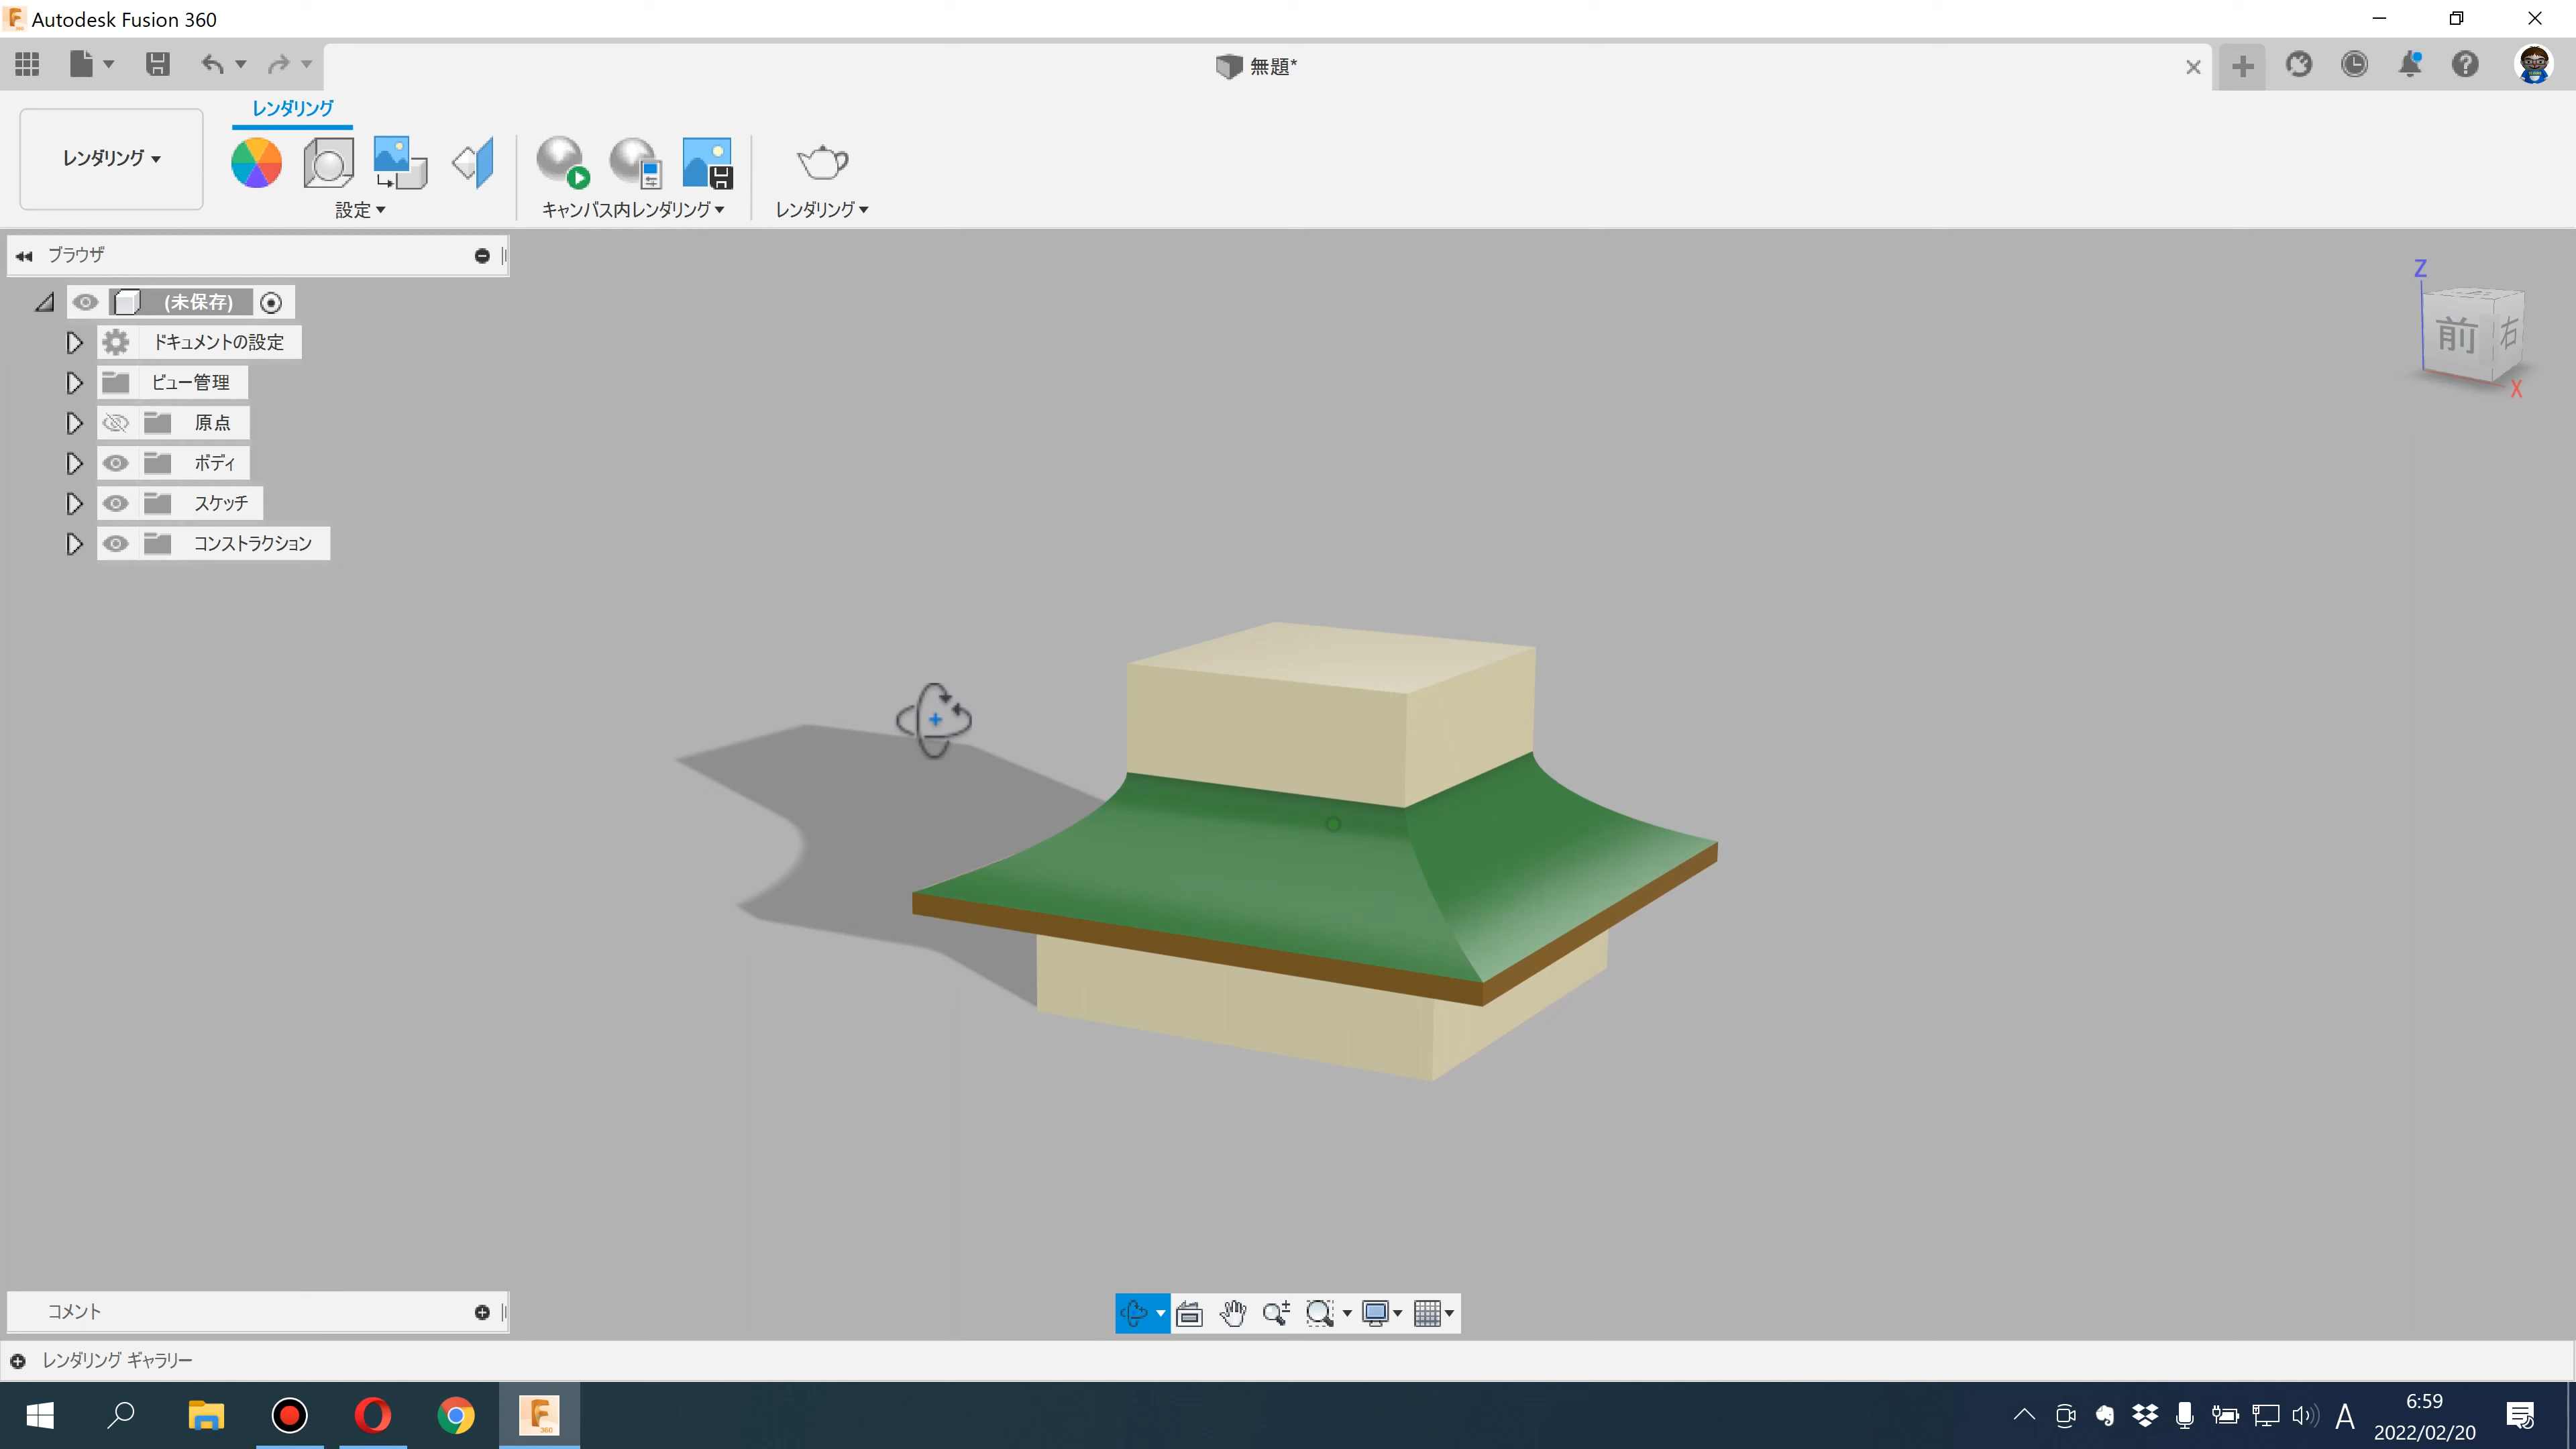 Autodesk Fusion 360
無題*
レンダリング
レンダリング
設定
キャンバス内レンダリング
レンダリング
ブラウザ
(未保存)
ドキュメントの設定
ビュー管理
原点
ボディ
スケッチ
コンストラクション
Z
前
右
X
コメント
レンダリング ギャラリー
F
360
A
6:59
2022/02/20